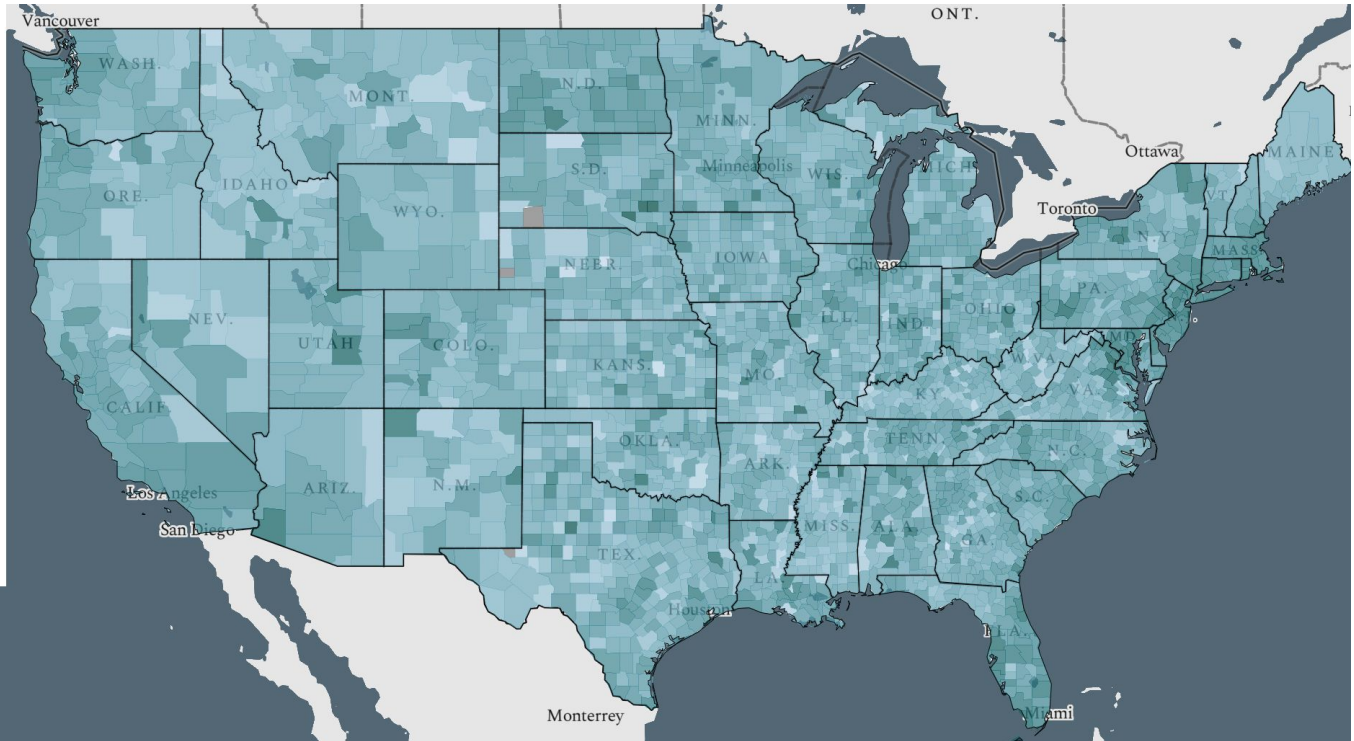 Vancouver
ONT.
WASH.
MONT.
N.D.
MINN.
Ottawa
MAINE
ORE.
IDAHO
S.D.
Minneapolis
WIS.
MICH.
VT.
WYO.
Toronto
N.Y.
MASS.
NEBR.
IOWA
Chicago
NEV.
UTAH
COLO.
ILL.
IND.
OHIO
PA.
MD.
KANS.
MO.
W.VA.
VA.
CALIF.
KY.
OKLA.
TENN.
N.C.
Los Angeles
ARIZ.
N.M.
ARK.
S.C.
San Diego
MISS.
ALA.
GA.
TEX.
LA.
Houston
FLA.
Monterrey
Miami